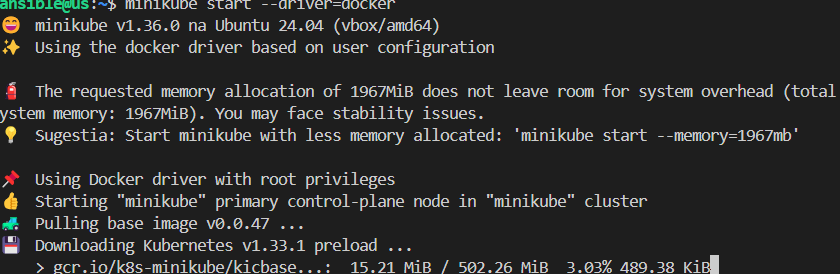 ansible@us:~$ minikube start --driver=docker
😄  minikube v1.36.0 na Ubuntu 24.04 (vbox/amd64)
✨  Using the docker driver based on user configuration
🧯  The requested memory allocation of 1967MiB does not leave room for system overhead (total
ystem memory: 1967MiB). You may face stability issues.
💡  Sugestia: Start minikube with less memory allocated: 'minikube start --memory=1967mb'
📌  Using Docker driver with root privileges
👍  Starting "minikube" primary control-plane node in "minikube" cluster
🚜  Pulling base image v0.0.47 ...
💾  Downloading Kubernetes v1.33.1 preload ...
> gcr.io/k8s-minikube/kicbase...:  15.21 MiB / 502.26 MiB  3.03% 489.38 KiB